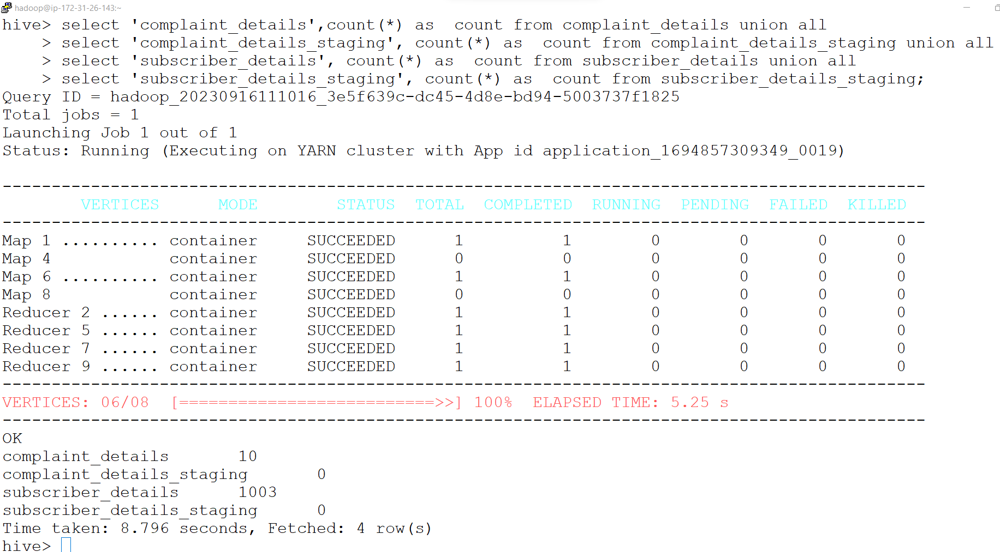 hadoop@ip-172-31-26-143:~
hive> select 'complaint_details',count(*) as  count from complaint_details union all
    > select 'complaint_details_staging', count(*) as  count from complaint_details_staging union all
    > select 'subscriber_details', count(*) as  count from subscriber_details union all
    > select 'subscriber_details_staging', count(*) as  count from subscriber_details_staging;
Query ID = hadoop_20230916111016_3e5f639c-dc45-4d8e-bd94-5003737f1825
Total jobs = 1
Launching Job 1 out of 1
Status: Running (Executing on YARN cluster with App id application_1694857309349_0019)
----------------------------------------------------------------------------------------------
        VERTICES      MODE        STATUS  TOTAL  COMPLETED  RUNNING  PENDING  FAILED  KILLED
----------------------------------------------------------------------------------------------
Map 1 .......... container     SUCCEEDED      1          1        0        0       0       0
Map 4            container     SUCCEEDED      0          0        0        0       0       0
Map 6 .......... container     SUCCEEDED      1          1        0        0       0       0
Map 8            container     SUCCEEDED      0          0        0        0       0       0
Reducer 2 ...... container     SUCCEEDED      1          1        0        0       0       0
Reducer 5 ...... container     SUCCEEDED      1          1        0        0       0       0
Reducer 7 ...... container     SUCCEEDED      1          1        0        0       0       0
Reducer 9 ...... container     SUCCEEDED      1          1        0        0       0       0
----------------------------------------------------------------------------------------------
VERTICES: 06/08  [==========================>>] 100%  ELAPSED TIME: 5.25 s
----------------------------------------------------------------------------------------------
OK
complaint_details       10
complaint_details_staging       0
subscriber_details      1003
subscriber_details_staging      0
Time taken: 8.796 seconds, Fetched: 4 row(s)
hive>